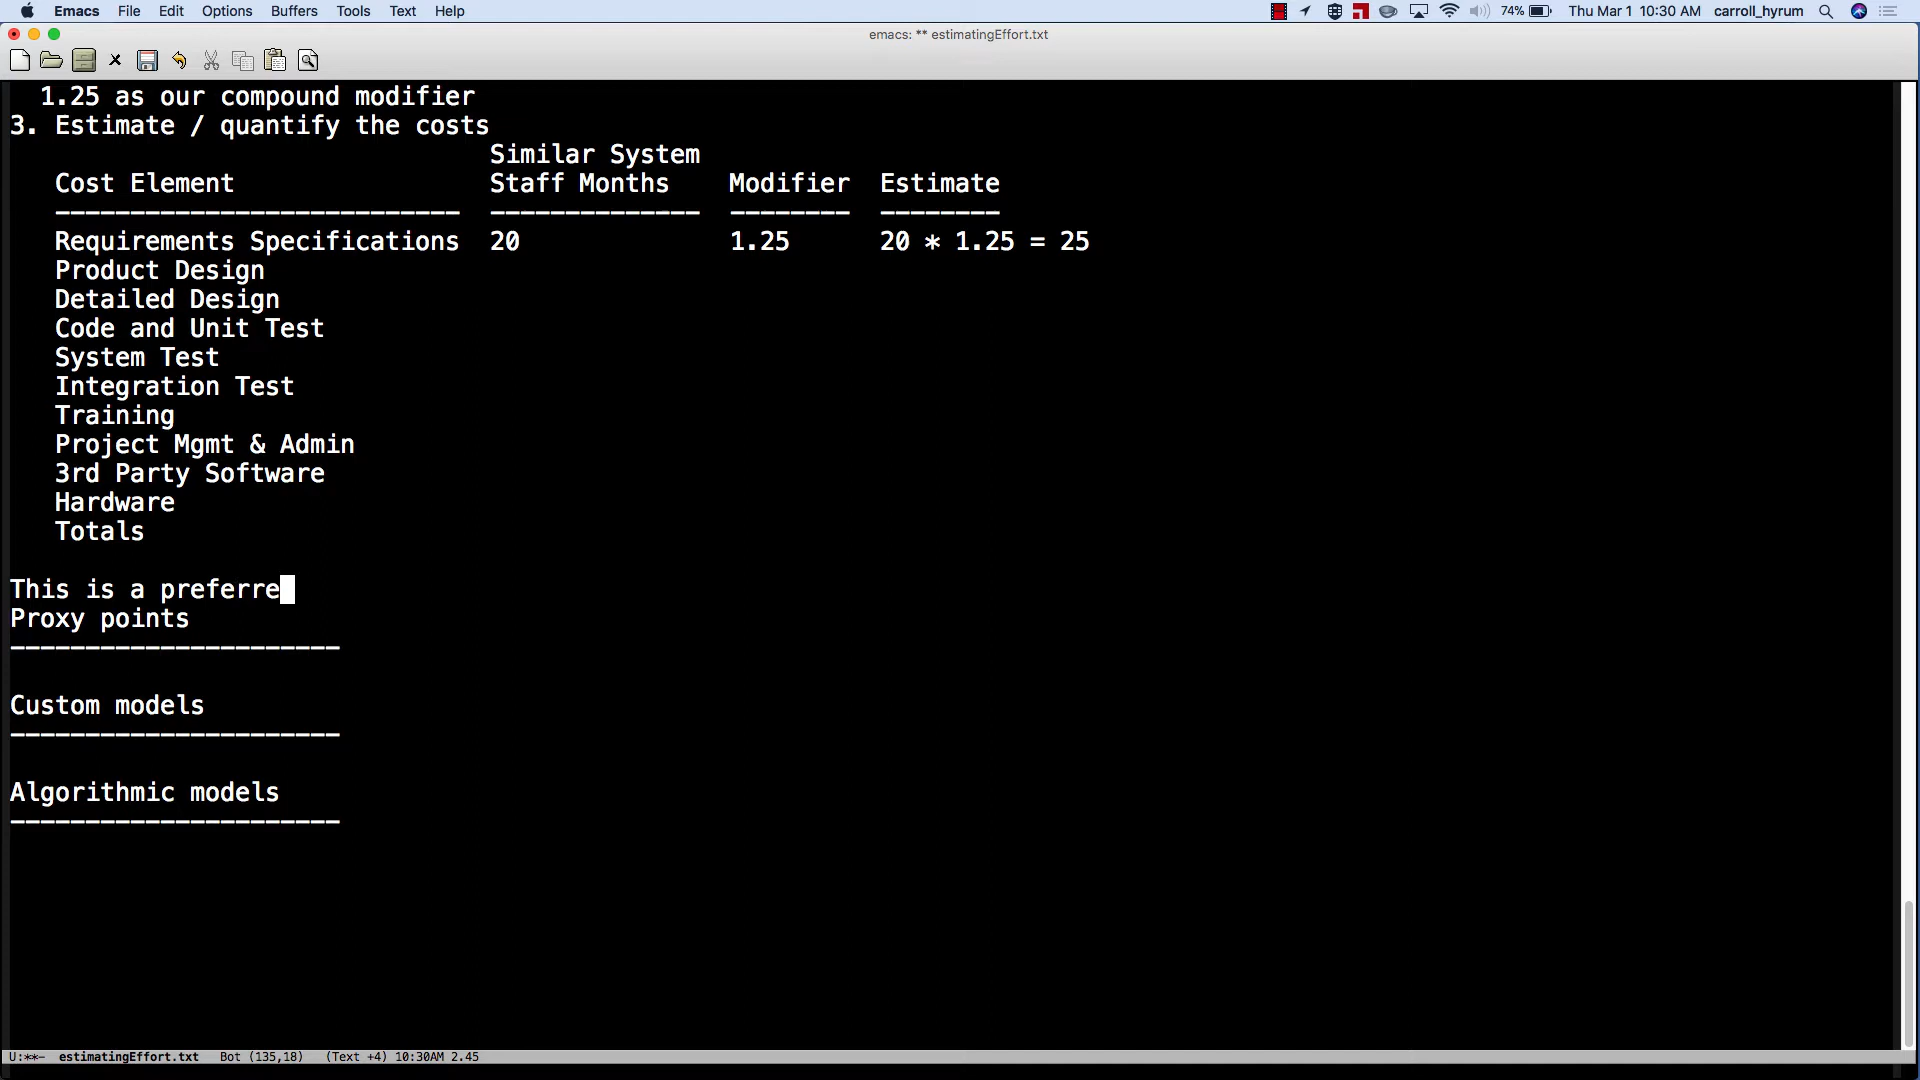 Emacs File Edit Options Buffers Tools Text Help 74% Thu Mar 1 10:30 AM carroll_hyrum
emacs: ** estimatingEffort.txt
1.25 as our compound modifier
3. Estimate / quantify the costs
Similar System
Cost Element Staff Months Modifier Estimate
--------------------------- -------------- -------- --------
Requirements Specifications 20 1.25 20 * 1.25 = 25
Product Design
Detailed Design
Code and Unit Test
System Test
Integration Test
Training
Project Mgmt & Admin
3rd Party Software
Hardware
Totals
This is a preferre
Proxy points
----------------------
Custom models
----------------------
Algorithmic models
----------------------
U:**- estimatingEffort.txt Bot (135,18) (Text +4) 10:30AM 2.45